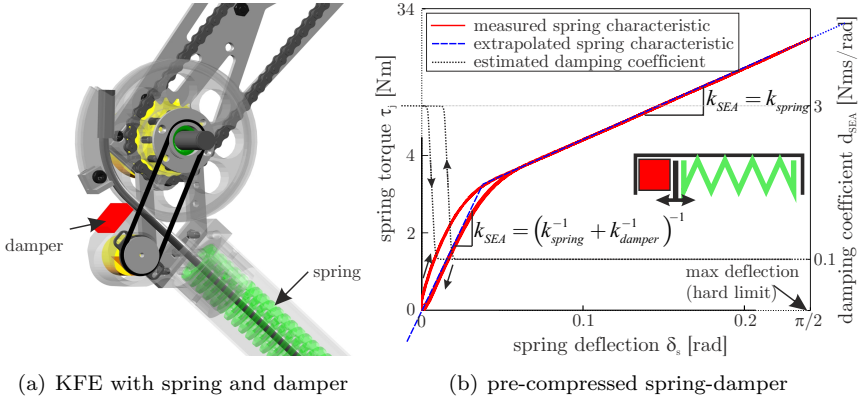 damper
spring
(a) KFE with spring and damper
34
measured spring characteristic
extrapolated spring characteristic
estimated damping coefficient
spring torque τj [Nm]
4
2
0
k_SEA = k_spring
k_SEA = (k_spring^-1 + k_damper^-1)^-1
max deflection
(hard limit)
3
0.1
damping coefficient d_SEA [Nms/rad]
0
0.1
0.2
π/2
spring deflection δs [rad]
(b) pre-compressed spring-damper